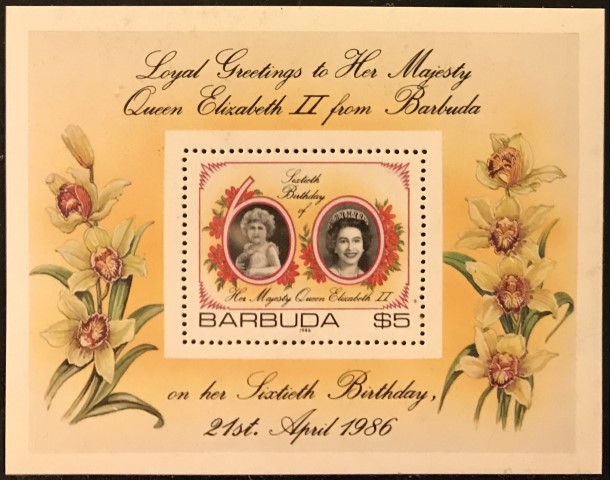 Loyal Greetings to Her Majesty
Queen Elizabeth II from Barbuda
60
Sixtieth
Birthday
of
Her Majesty Queen Elizabeth II
BARBUDA 1986 $5
on her Sixtieth Birthday,
21st. April 1986